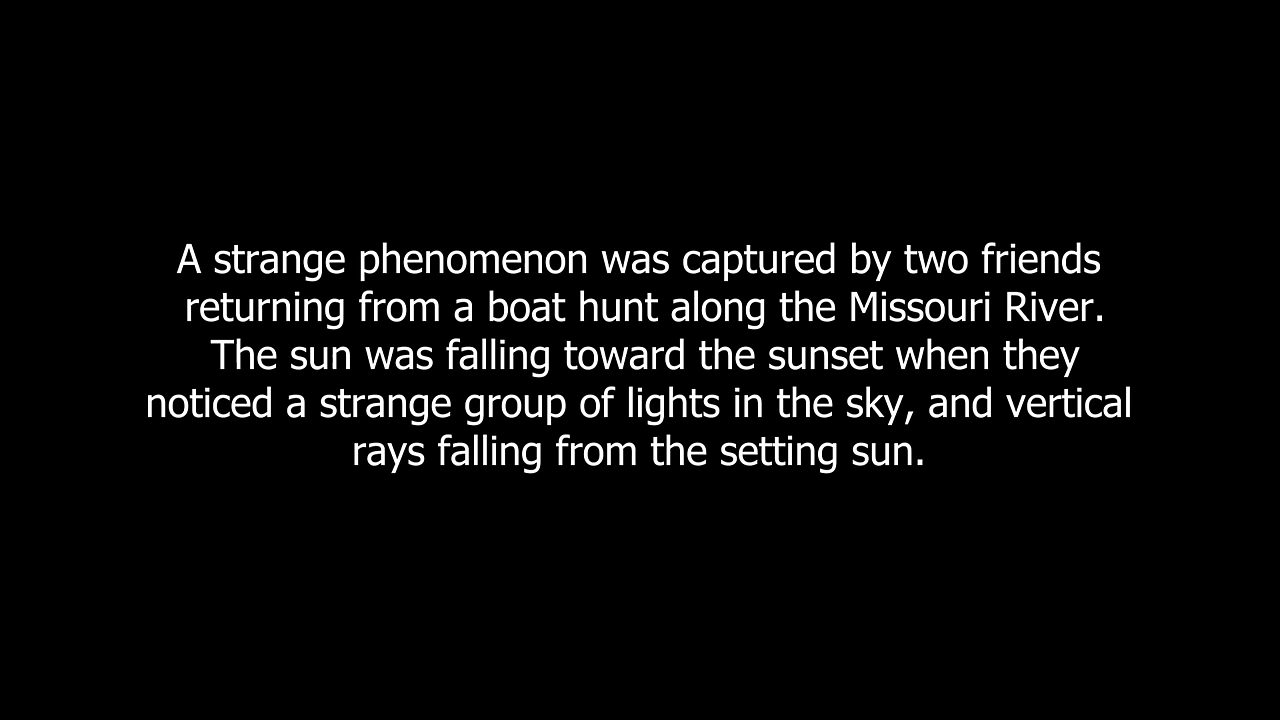 A strange phenomenon was captured by two friends
returning from a boat hunt along the Missouri River.
The sun was falling toward the sunset when they
noticed a strange group of lights in the sky, and vertical
rays falling from the setting sun.